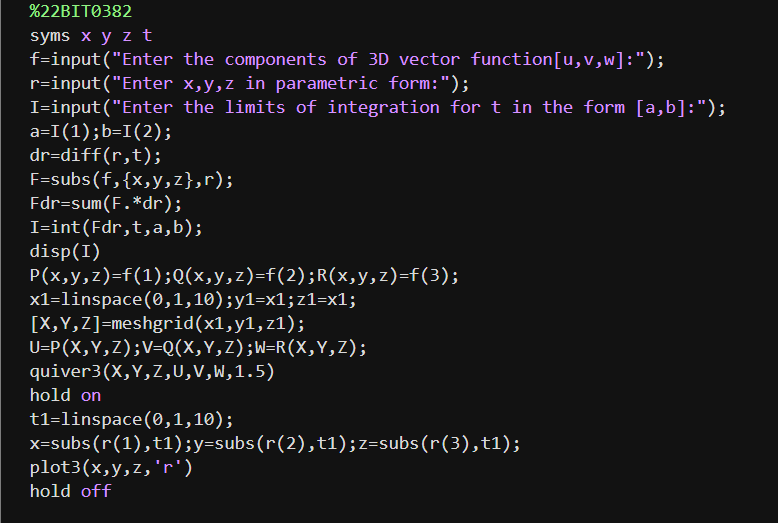 %22BIT0382
syms x y z t
f=input("Enter the components of 3D vector function[u,v,w]:");
r=input("Enter x,y,z in parametric form:");
I=input("Enter the limits of integration for t in the form [a,b]:");
a=I(1);b=I(2);
dr=diff(r,t);
F=subs(f,{x,y,z},r);
Fdr=sum(F.*dr);
I=int(Fdr,t,a,b);
disp(I)
P(x,y,z)=f(1);Q(x,y,z)=f(2);R(x,y,z)=f(3);
x1=linspace(0,1,10);y1=x1;z1=x1;
[X,Y,Z]=meshgrid(x1,y1,z1);
U=P(X,Y,Z);V=Q(X,Y,Z);W=R(X,Y,Z);
quiver3(X,Y,Z,U,V,W,1.5)
hold on
t1=linspace(0,1,10);
x=subs(r(1),t1);y=subs(r(2),t1);z=subs(r(3),t1);
plot3(x,y,z,'r')
hold off